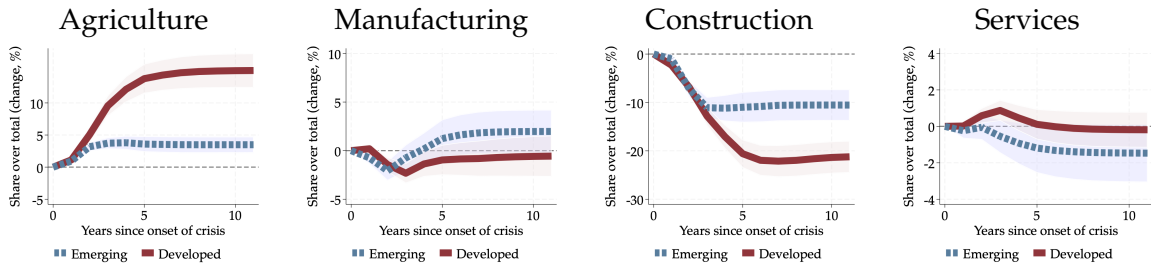 Agriculture
Share over total (change, %)
10
5
0
-5
0 5 10
Years since onset of crisis
Emerging Developed
Manufacturing
Share over total (change, %)
10
5
0
-5
0 5 10
Years since onset of crisis
Emerging Developed
Construction
Share over total (change, %)
0
-10
-20
-30
0 5 10
Years since onset of crisis
Emerging Developed
Services
Share over total (change, %)
4
2
0
-2
-4
0 5 10
Years since onset of crisis
Emerging Developed